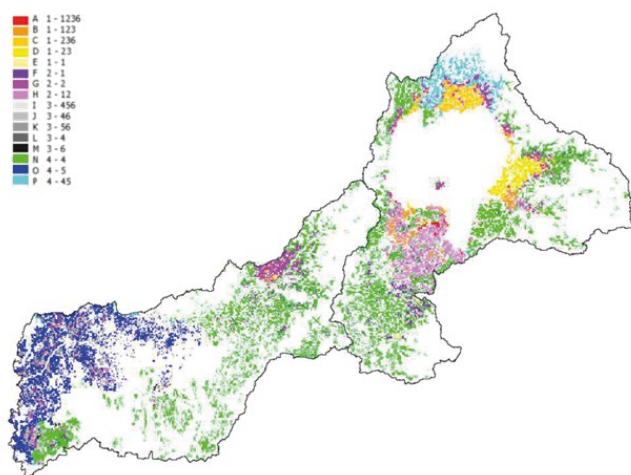 A 1 - 1236
B 1 - 123
C 1 - 236
D 1 - 23
E 1 - 1
F 2 - 1
G 2 - 2
H 2 - 12
I 3 - 456
J 3 - 46
K 3 - 56
L 3 - 4
M 3 - 6
N 4 - 4
O 4 - 5
P 4 - 45